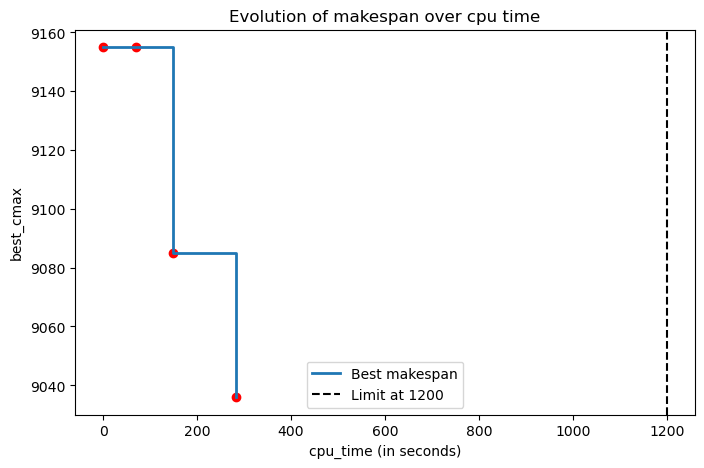 Evolution of makespan over cpu time
best_cmax
9160
9140
9120
9100
9080
9060
9040
Best makespan
Limit at 1200
0 200 400 600 800 1000 1200
cpu_time (in seconds)